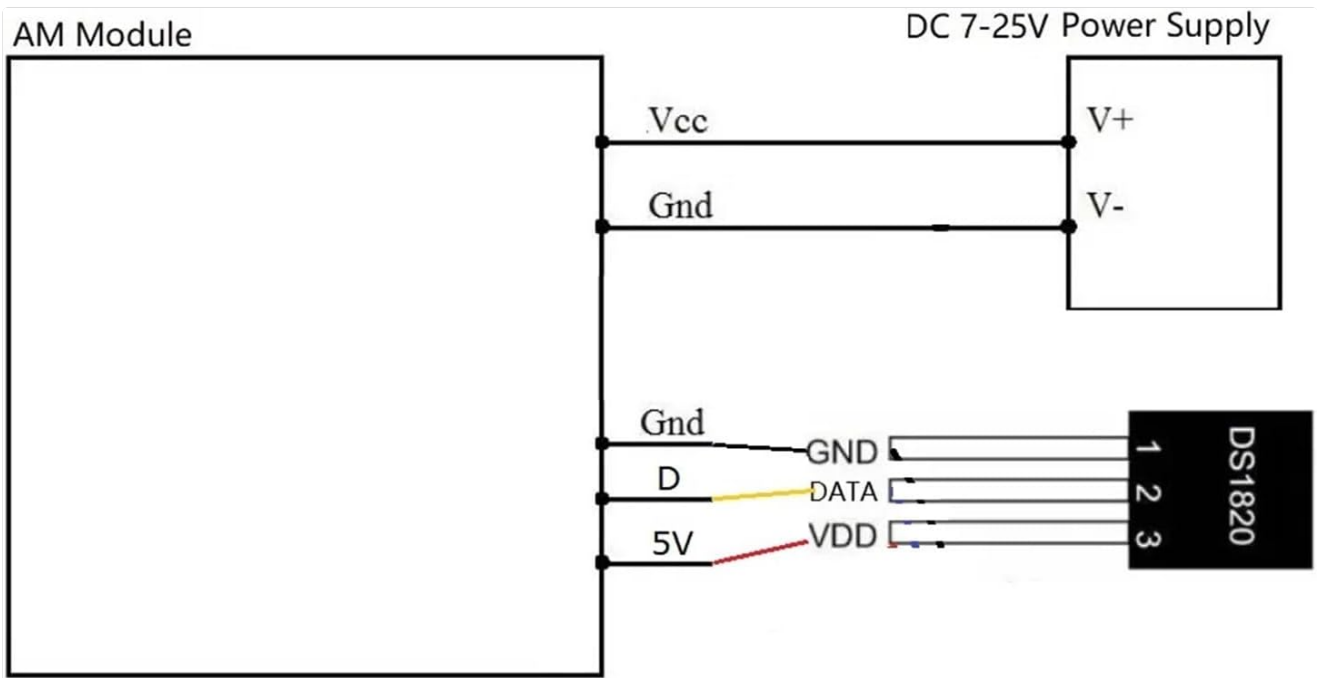 AM Module
DC 7-25V Power Supply
Vcc
V+
Gnd
V-
Gnd
GND
1
D
DATA
2
5V
VDD
3
DS1820